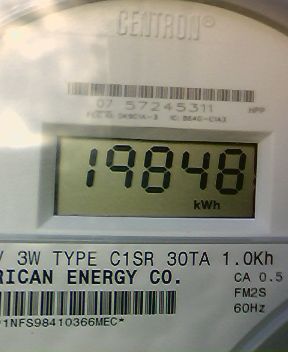 CENTRON®
07 57245311 HPP
19848
kWh
3W TYPE C1SR 30TA 1.0Kh
RICAN ENERGY CO. CA 0.5
FM2S
60Hz
1NFS98410366MEC*